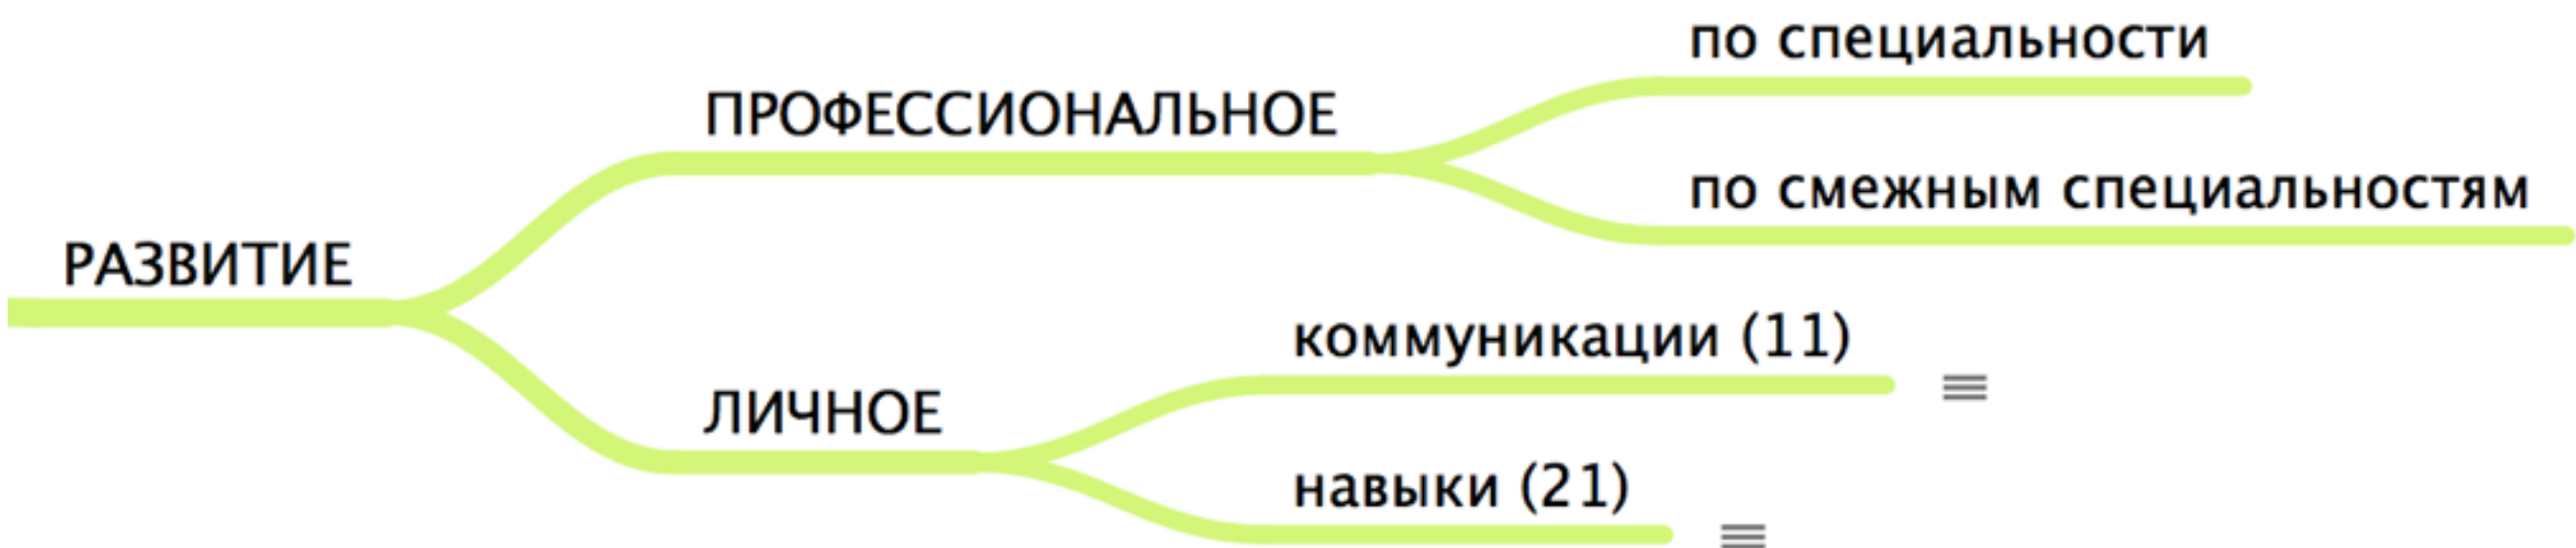 РАЗВИТИЕ
ПРОФЕССИОНАЛЬНОЕ
по специальности
по смежным специальностям
ЛИЧНОЕ
коммуникации (11)
навыки (21)